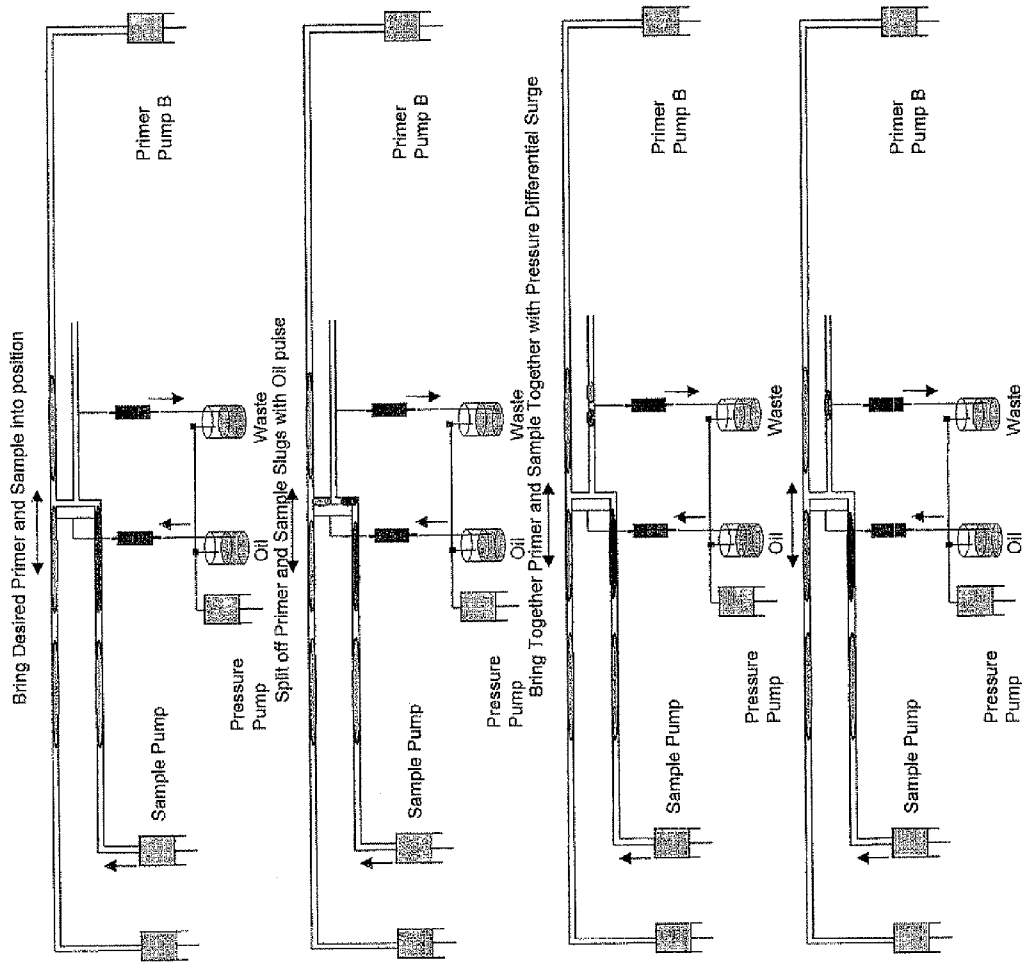 Bring Desired Primer and Sample into position
Primer
Pump B
Sample Pump
Pressure
Pump
Oil
Waste
Split off Primer and Sample Slugs with Oil pulse
Primer
Pump B
Sample Pump
Pressure
Pump
Oil
Waste
Bring Together Primer and Sample Together with Pressure Differential Surge
Primer
Pump B
Sample Pump
Pressure
Pump
Oil
Waste
Primer
Pump B
Sample Pump
Pressure
Pump
Oil
Waste